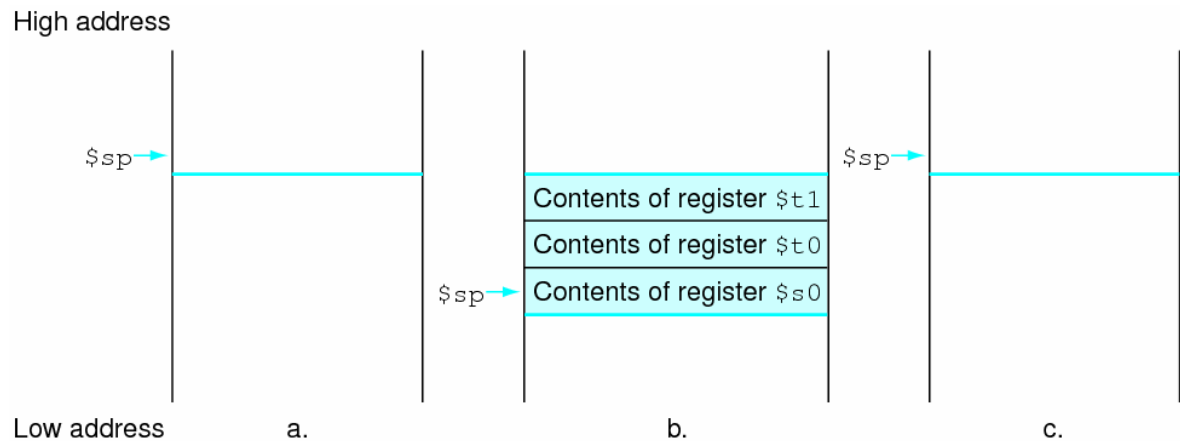 High address
$sp
$sp
Contents of register $t1
Contents of register $t0
$sp
Contents of register $s0
Low address
a.
b.
c.